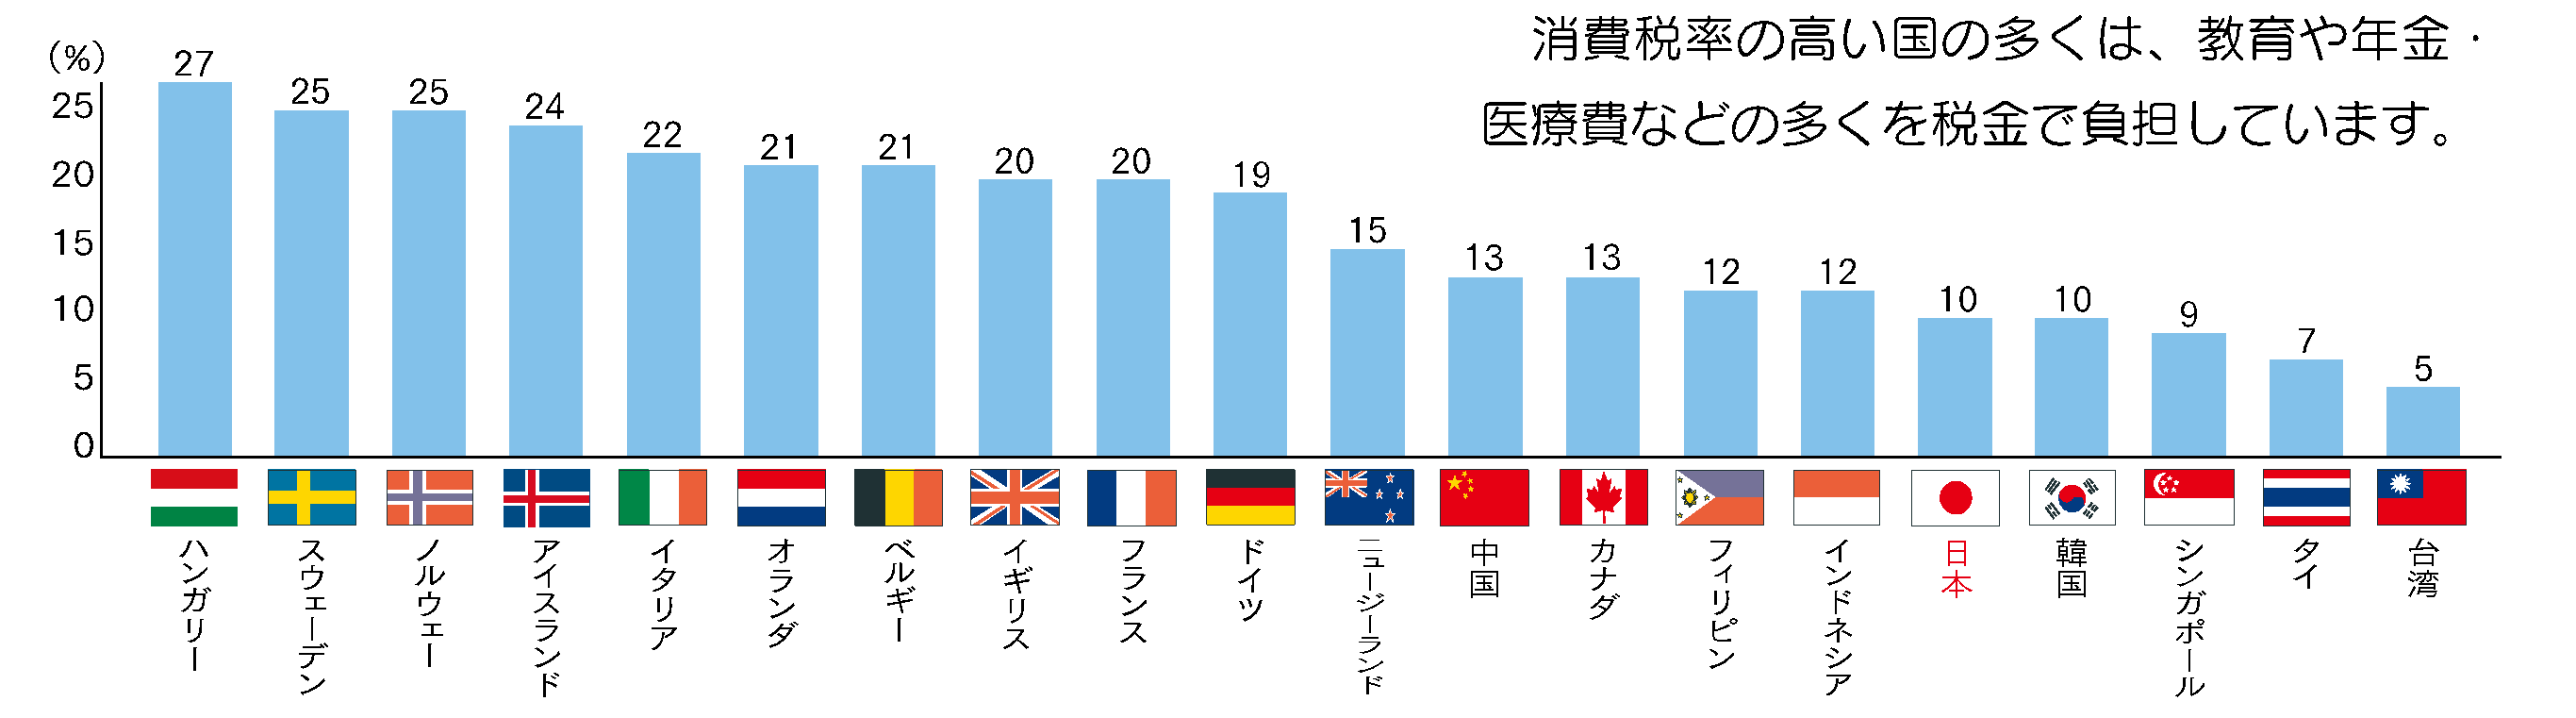 消費税率の高い国の多くは、教育や年金・
医療費などの多くを税金で負担しています。
(%)
25
20
15
10
5
0
27
25
25
24
22
21
21
20
20
19
15
13
13
12
12
10
10
9
7
5
ハンガリー
スウェーデン
ノルウェー
アイスランド
イタリア
オランダ
ベルギー
イギリス
フランス
ドイツ
ニュージーランド
中国
カナダ
フィリピン
インドネシア
日本
韓国
シンガポール
タイ
台湾